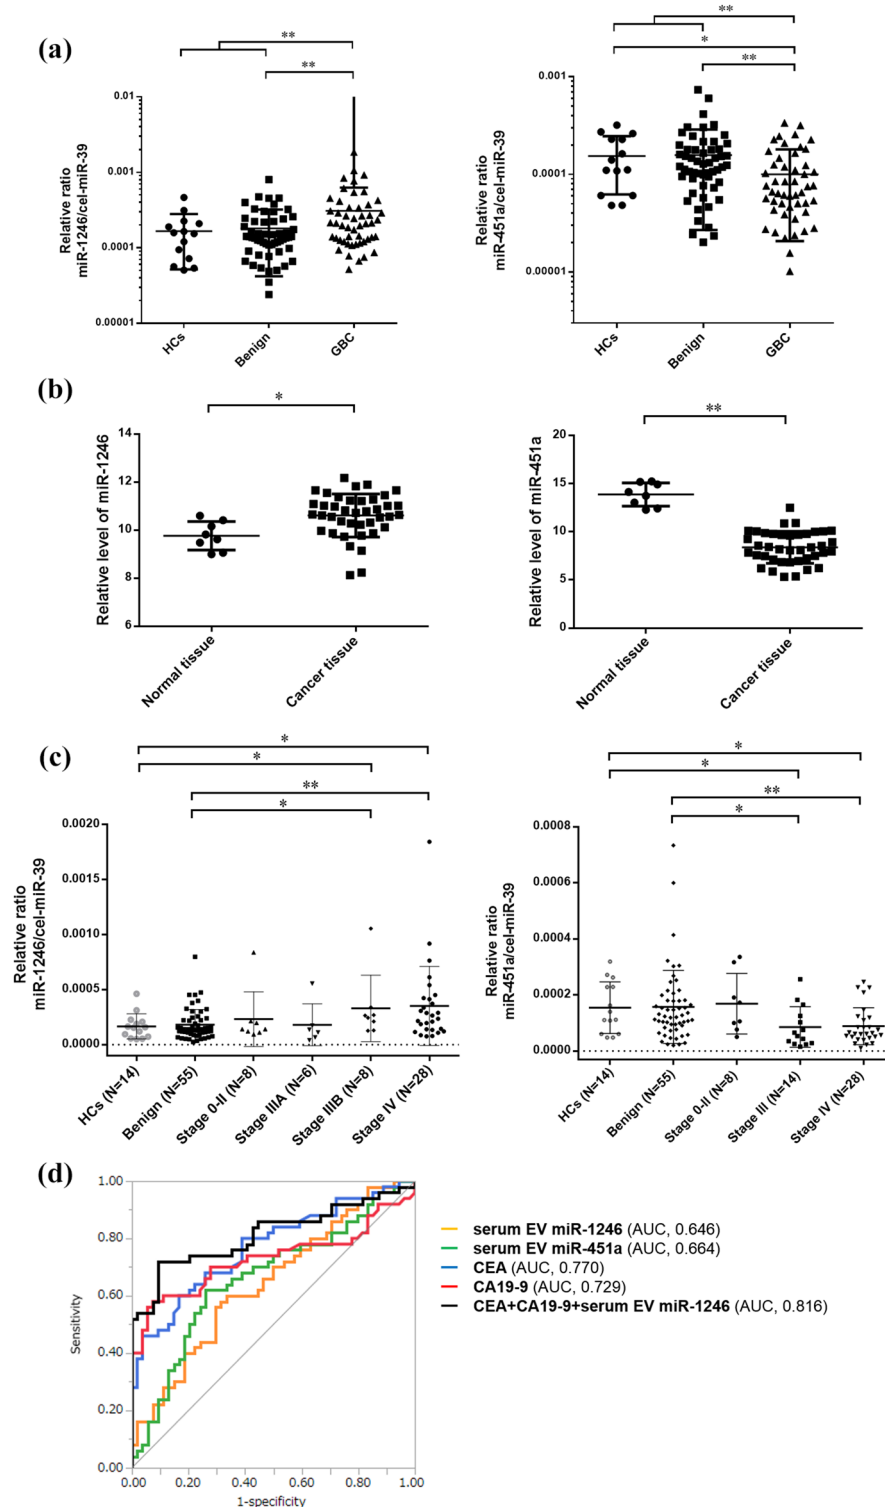 (a)
**
**
Relative ratio
miR-1246/cel-miR-39
0.01
0.001
0.0001
0.00001
HCs
Benign
GBC
**
*
**
Relative ratio
miR-451a/cel-miR-39
0.001
0.0001
0.00001
HCs
Benign
GBC
(b)
*
Relative level of miR-1246
14
12
10
8
6
Normal tissue
Cancer tissue
**
Relative level of miR-451a
20
15
10
5
0
Normal tissue
Cancer tissue
(c)
*
*
**
*
Relative ratio
miR-1246/cel-miR-39
0.0020
0.0015
0.0010
0.0005
0.0000
HCs (N=14)
Benign (N=55)
Stage 0-II (N=8)
Stage IIIA (N=6)
Stage IIIB (N=8)
Stage IV (N=28)
*
*
**
*
Relative ratio
miR-451a/cel-miR-39
0.0008
0.0006
0.0004
0.0002
0.0000
HCs (N=14)
Benign (N=55)
Stage 0-II (N=8)
Stage III (N=14)
Stage IV (N=28)
(d)
Sensitivity
1.00
0.80
0.60
0.40
0.20
0.00
0.00 0.20 0.40 0.60 0.80 1.00
1-specificity
serum EV miR-1246 (AUC, 0.646)
serum EV miR-451a (AUC, 0.664)
CEA (AUC, 0.770)
CA19-9 (AUC, 0.729)
CEA+CA19-9+serum EV miR-1246 (AUC, 0.816)